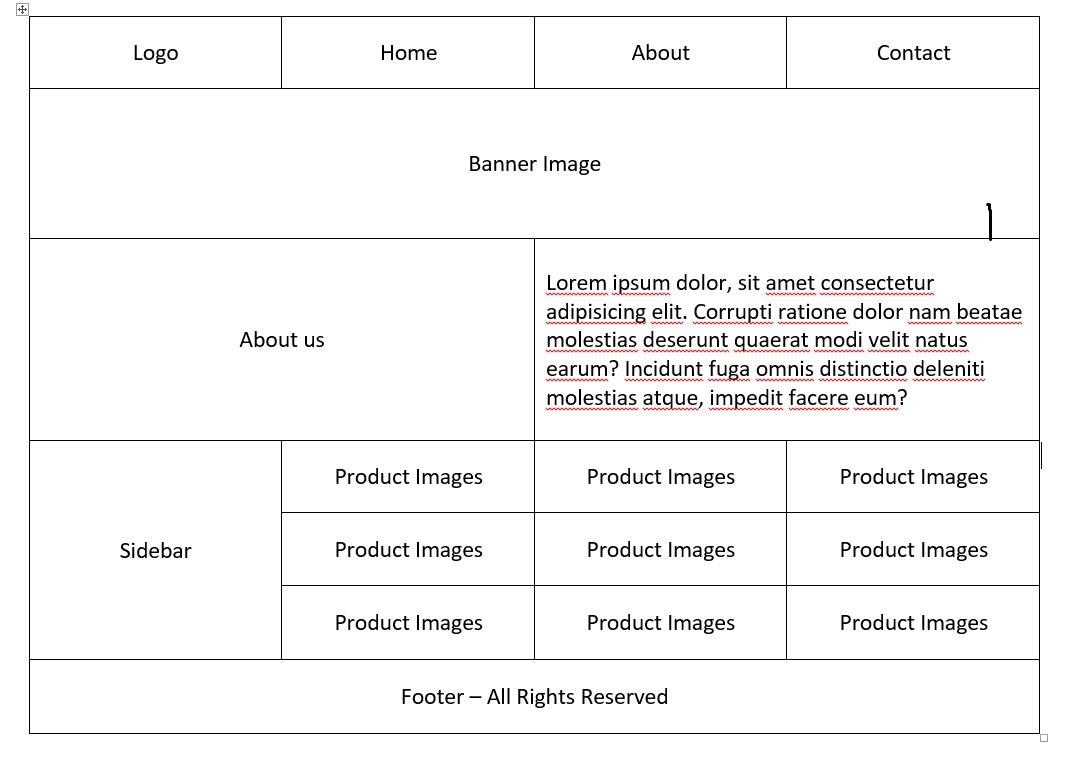 Logo
Home
About
Contact
Banner Image
About us
Lorem ipsum dolor, sit amet consectetur
adipisicing elit. Corrupti ratione dolor nam beatae
molestias deserunt quaerat modi velit natus
earum? Incidunt fuga omnis distinctio deleniti
molestias atque, impedit facere eum?
Sidebar
Product Images
Product Images
Product Images
Product Images
Product Images
Product Images
Product Images
Product Images
Product Images
Footer – All Rights Reserved